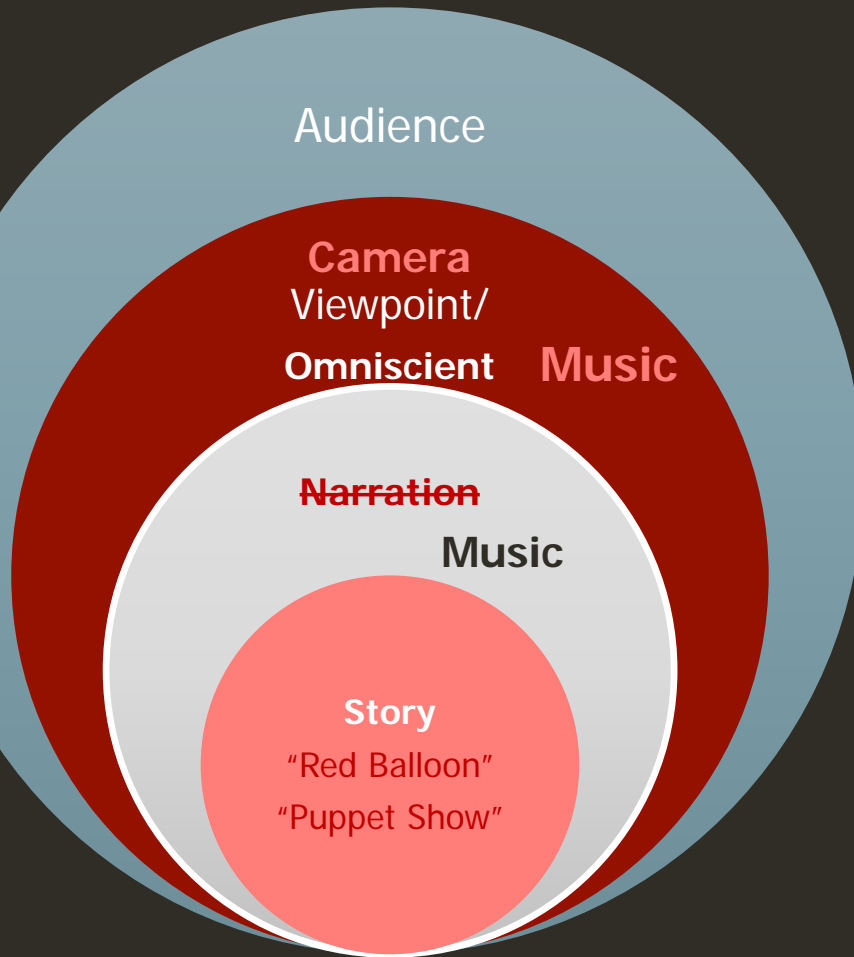 Audience
Camera
Viewpoint/
Omniscient Music
Narration
Music
Story
“Red Balloon”
“Puppet Show”